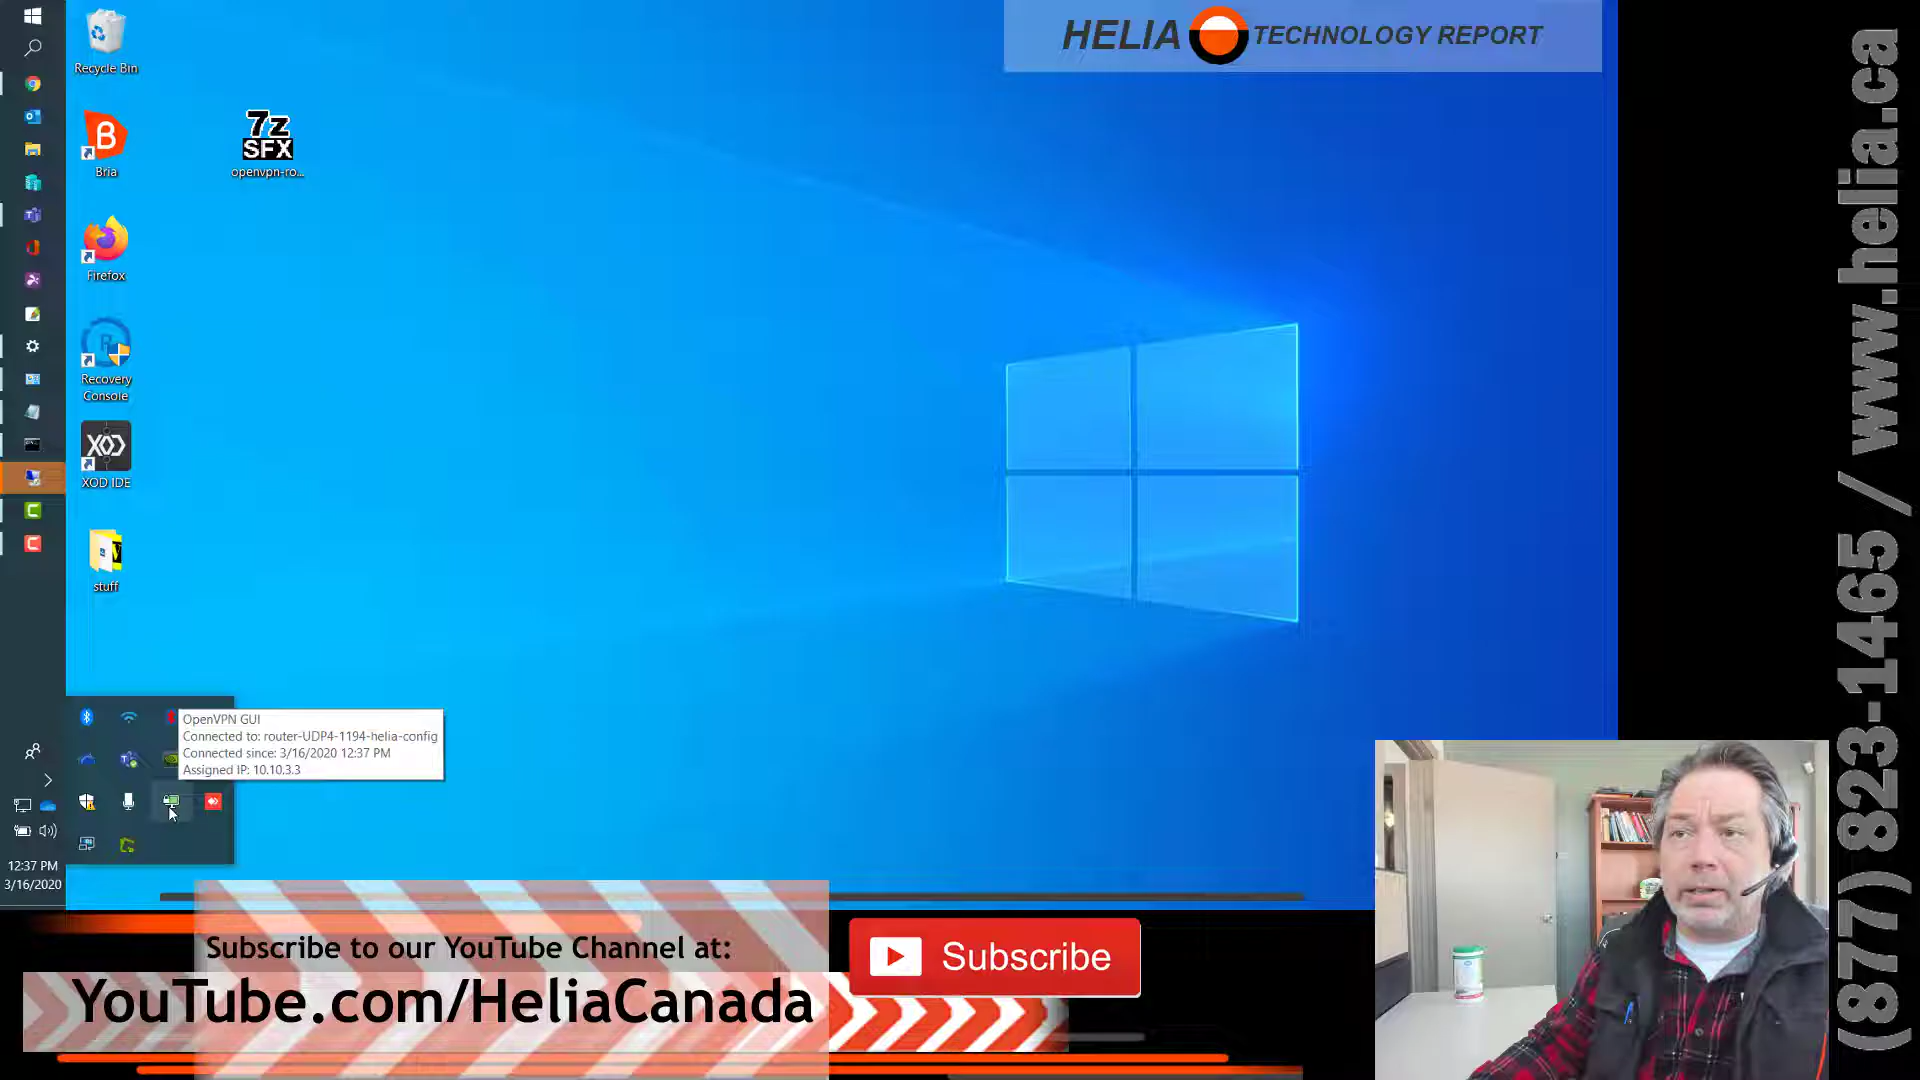 HELIA TECHNOLOGY REPORT
Recycle Bin
7z
SFX
openvpn-ro...
B
Bria
Firefox
R
Recovery
Console
XOD
XOD IDE
stuff
OpenVPN GUI
Connected to: router-UDP4-1194-helia-config
Connected since: 3/16/2020 12:37 PM
Assigned IP: 10.10.3.3
12:37 PM
3/16/2020
Subscribe to our YouTube Channel at:
YouTube.com/HeliaCanada
Subscribe
(877) 823-1465 / www.helia.ca